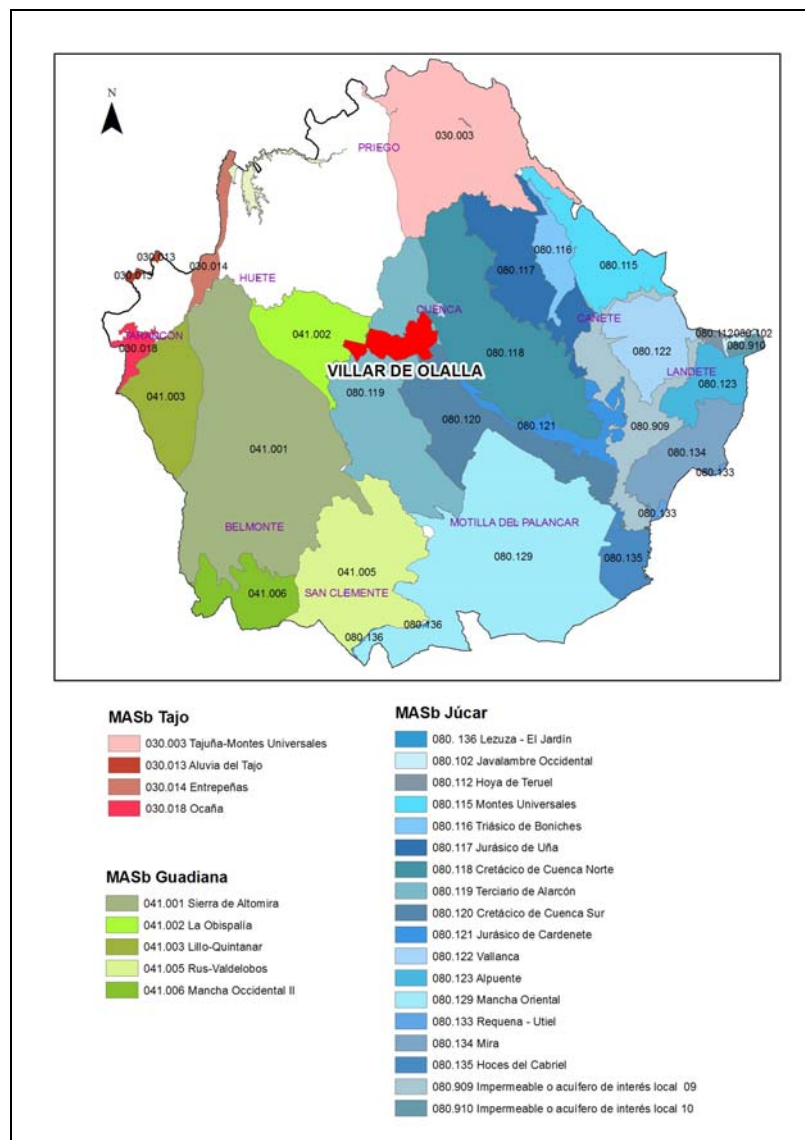 N
PRIEGO
030.003
080.116
030.013
030.013
030.014
HUETE
080.117
080.115
CUENCA
CAÑETE
TARANCÓN
030.018
041.002
080.112
080.102
080.910
080.118
080.122
LANDETE
VILLAR DE OLALLA
041.003
080.119
080.123
080.120
080.121
080.909
041.001
080.134
080.133
BELMONTE
MOTILLA DEL PALANCAR
080.133
080.129
080.135
041.005
041.006
SAN CLEMENTE
080.136
080.136
MASb Tajo
030.003 Tajuña-Montes Universales
030.013 Aluvia del Tajo
030.014 Entrepeñas
030.018 Ocaña
MASb Guadiana
041.001 Sierra de Altomira
041.002 La Obispalía
041.003 Lillo-Quintanar
041.005 Rus-Valdelobos
041.006 Mancha Occidental II
MASb Júcar
080. 136 Lezuza - El Jardín
080.102 Javalambre Occidental
080.112 Hoya de Teruel
080.115 Montes Universales
080.116 Triásico de Boniches
080.117 Jurásico de Uña
080.118 Cretácico de Cuenca Norte
080.119 Terciario de Alarcón
080.120 Cretácico de Cuenca Sur
080.121 Jurásico de Cardenete
080.122 Vallanca
080.123 Alpuente
080.129 Mancha Oriental
080.133 Requena - Utiel
080.134 Mira
080.135 Hoces del Cabriel
080.909 Impermeable o acuífero de interés local 09
080.910 Impermeable o acuífero de interés local 10